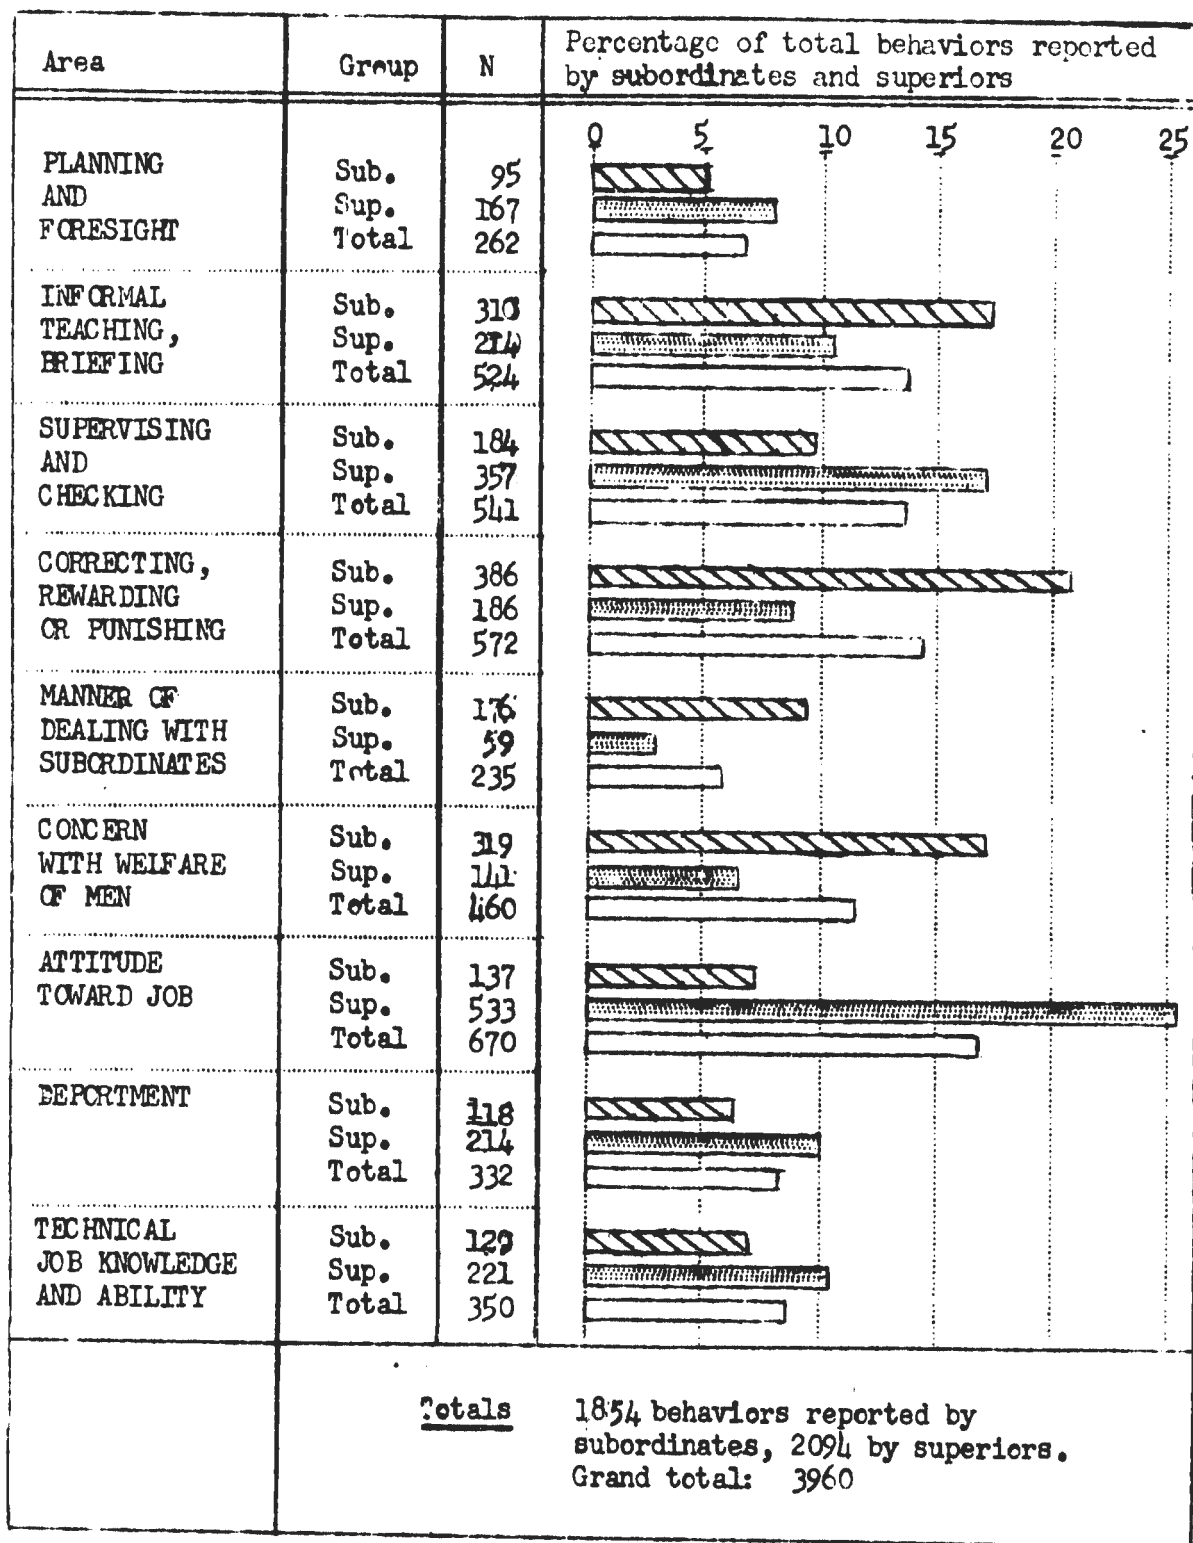 Area Group N Percentage of total behaviors reported
by subordinates and superiors
0 5 10 15 20 25
PLANNING Sub. 95
AND Sup. 167
FORESIGHT Total 262
INFORMAL Sub. 310
TEACHING, Sup. 214
BRIEFING Total 524
SUPERVISING Sub. 184
AND Sup. 357
CHECKING Total 541
CORRECTING, Sub. 386
REWARDING Sup. 186
OR PUNISHING Total 572
MANNER OF Sub. 176
DEALING WITH Sup. 59
SUBORDINATES Total 235
CONCERN Sub. 319
WITH WELFARE Sup. 141
OF MEN Total 460
ATTITUDE Sub. 137
TOWARD JOB Sup. 533
Total 670
DEPORTMENT Sub. 118
Sup. 214
Total 332
TECHNICAL Sub. 129
JOB KNOWLEDGE Sup. 221
AND ABILITY Total 350
Totals 1854 behaviors reported by
subordinates, 2094 by superiors.
Grand total: 3960